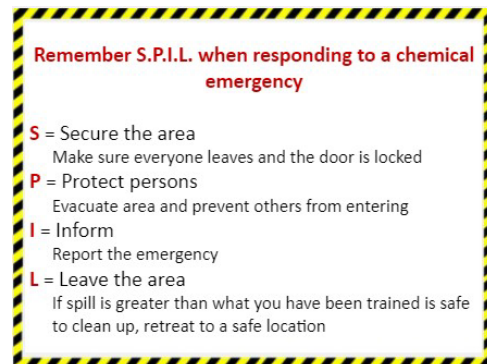 Remember S.P.I.L. when responding to a chemical
emergency
S = Secure the area
Make sure everyone leaves and the door is locked
P = Protect persons
Evacuate area and prevent others from entering
I = Inform
Report the emergency
L = Leave the area
If spill is greater than what you have been trained is safe
to clean up, retreat to a safe location